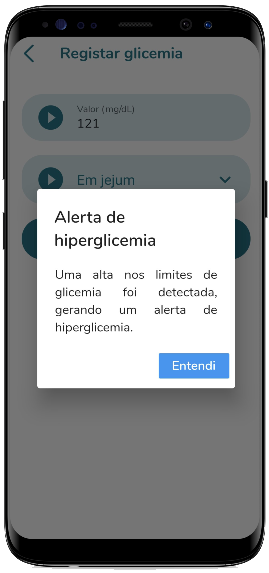 Registar glicemia
Valor (mg/dL)
121
Em jejum
Alerta de
hiperglicemia
Uma alta nos limites de
glicemia foi detectada,
gerando um alerta de
hiperglicemia.
Entendi